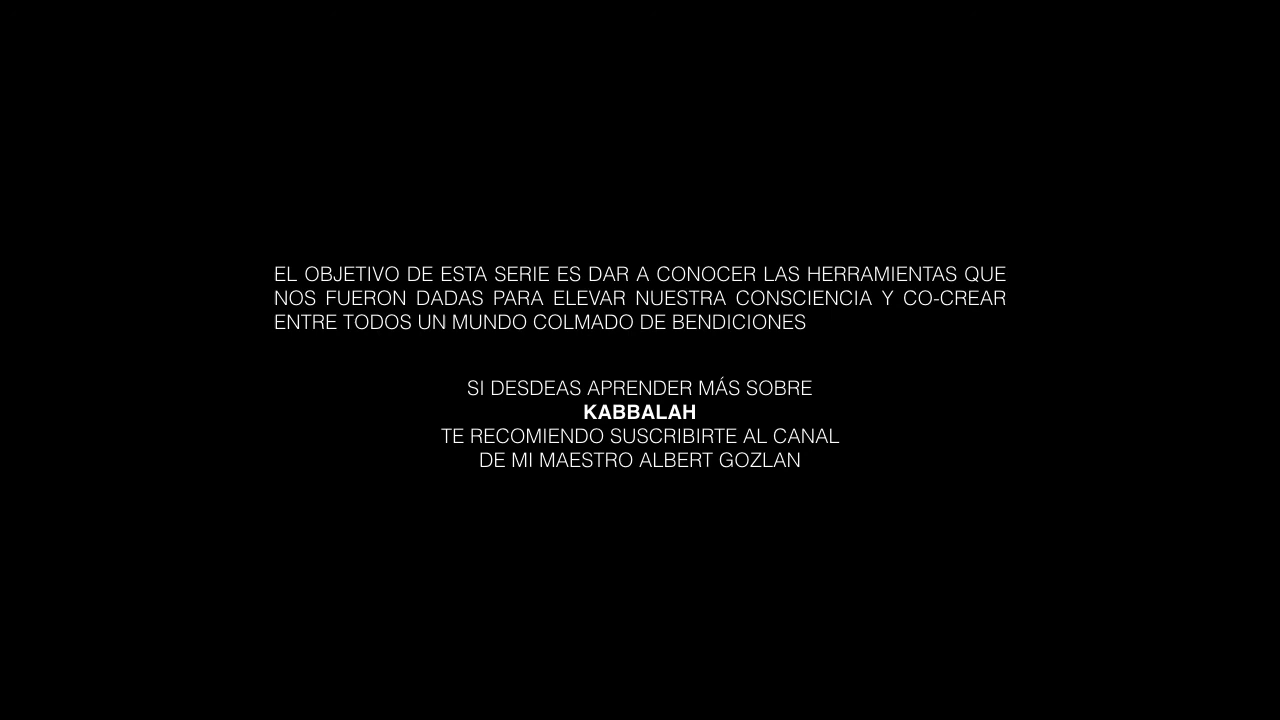 EL OBJETIVO DE ESTA SERIE ES DAR A CONOCER LAS HERRAMIENTAS QUE
NOS FUERON DADAS PARA ELEVAR NUESTRA CONSCIENCIA Y CO-CREAR
ENTRE TODOS UN MUNDO COLMADO DE BENDICIONES
SI DESDEAS APRENDER MÁS SOBRE
KABBALAH
TE RECOMIENDO SUSCRIBIRTE AL CANAL
DE MI MAESTRO ALBERT GOZLAN